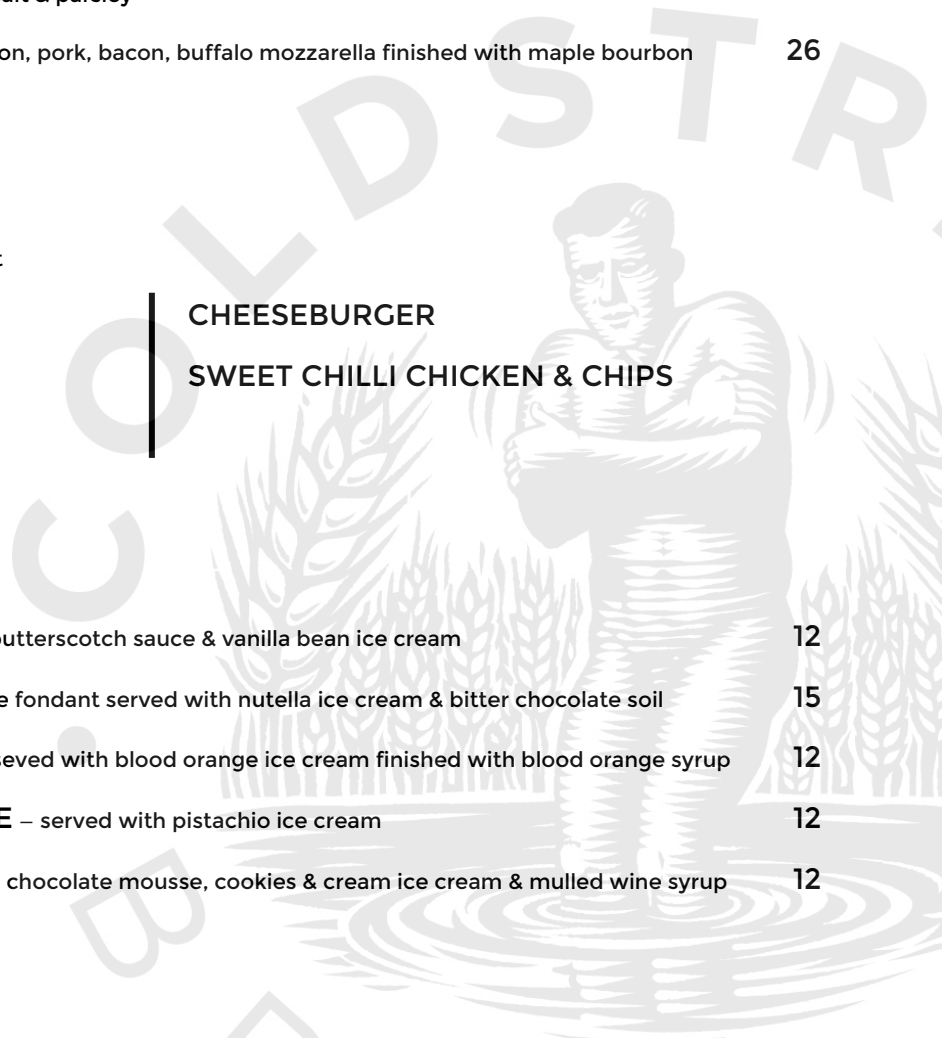 & parsley
on, pork, bacon, buffalo mozzarella finished with maple bourbon 26
CHEESEBURGER
SWEET CHILLI CHICKEN & CHIPS
butterscotch sauce & vanilla bean ice cream 12
e fondant served with nutella ice cream & bitter chocolate soil 15
seved with blood orange ice cream finished with blood orange syrup 12
E – served with pistachio ice cream 12
chocolate mousse, cookies & cream ice cream & mulled wine syrup 12
COLDSTR
B